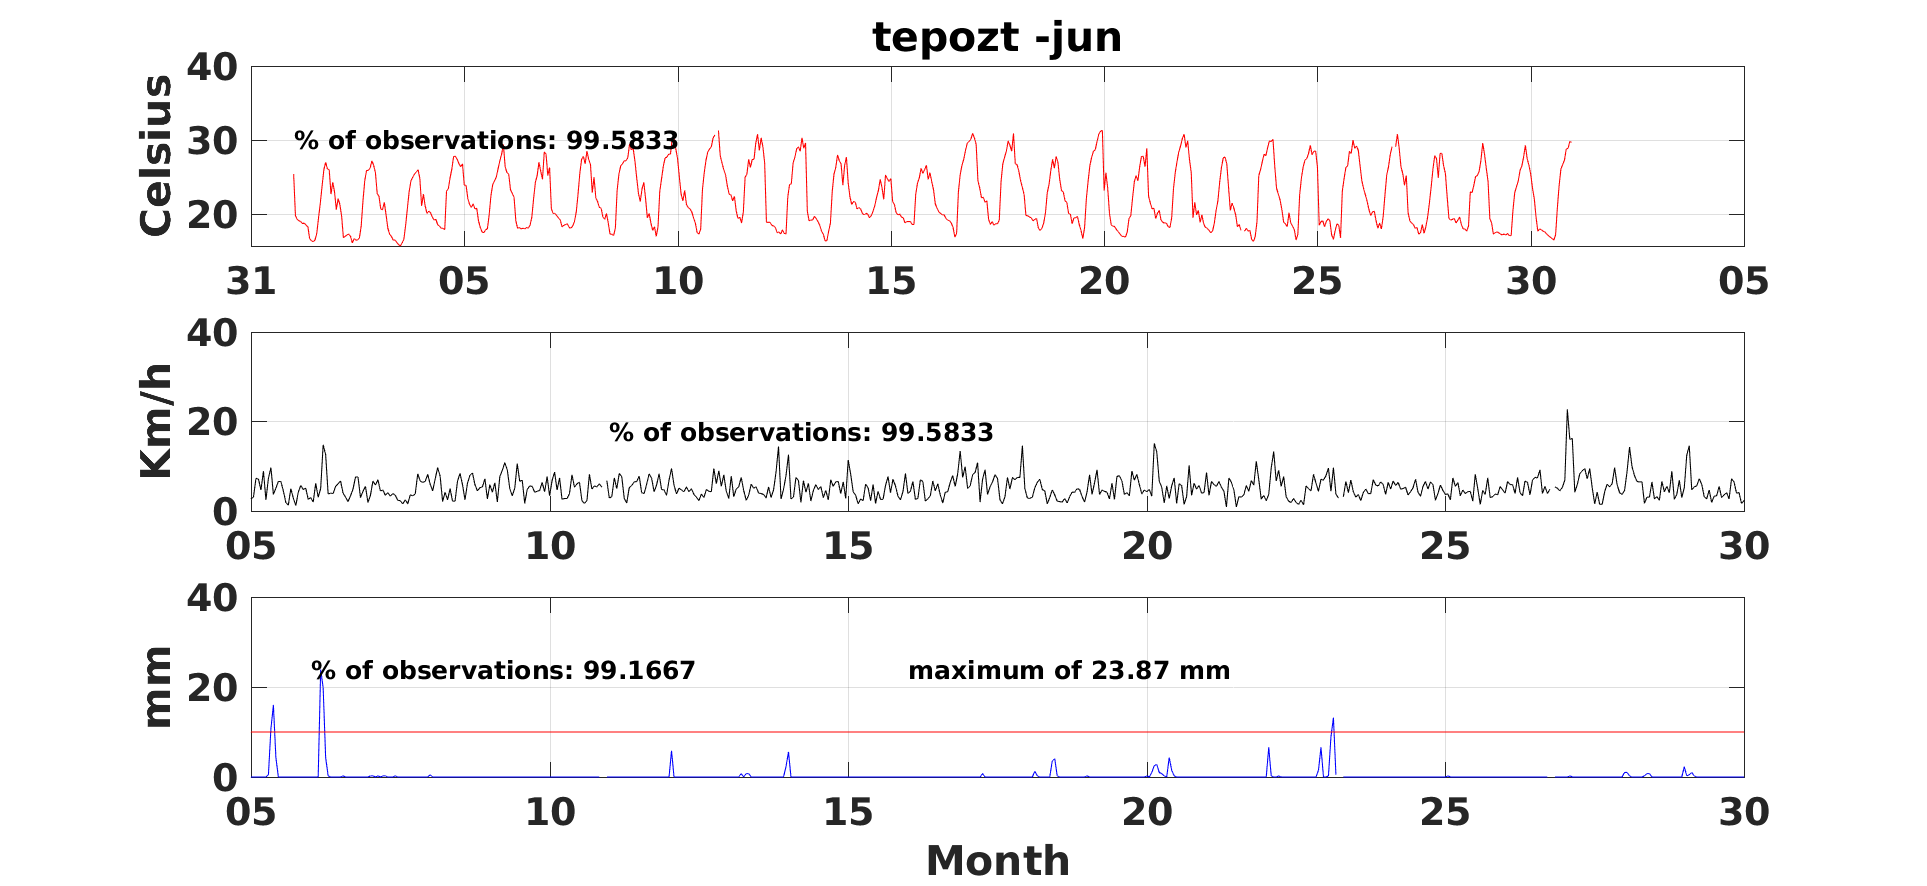 tepozt -jun
40
30
20
Celsius
% of observations: 99.5833
31 05 10 15 20 25 30 05
40
20
0
Km/h
% of observations: 99.5833
05 10 15 20 25 30
40
20
0
mm
% of observations: 99.1667 maximum of 23.87 mm
05 10 15 20 25 30
Month